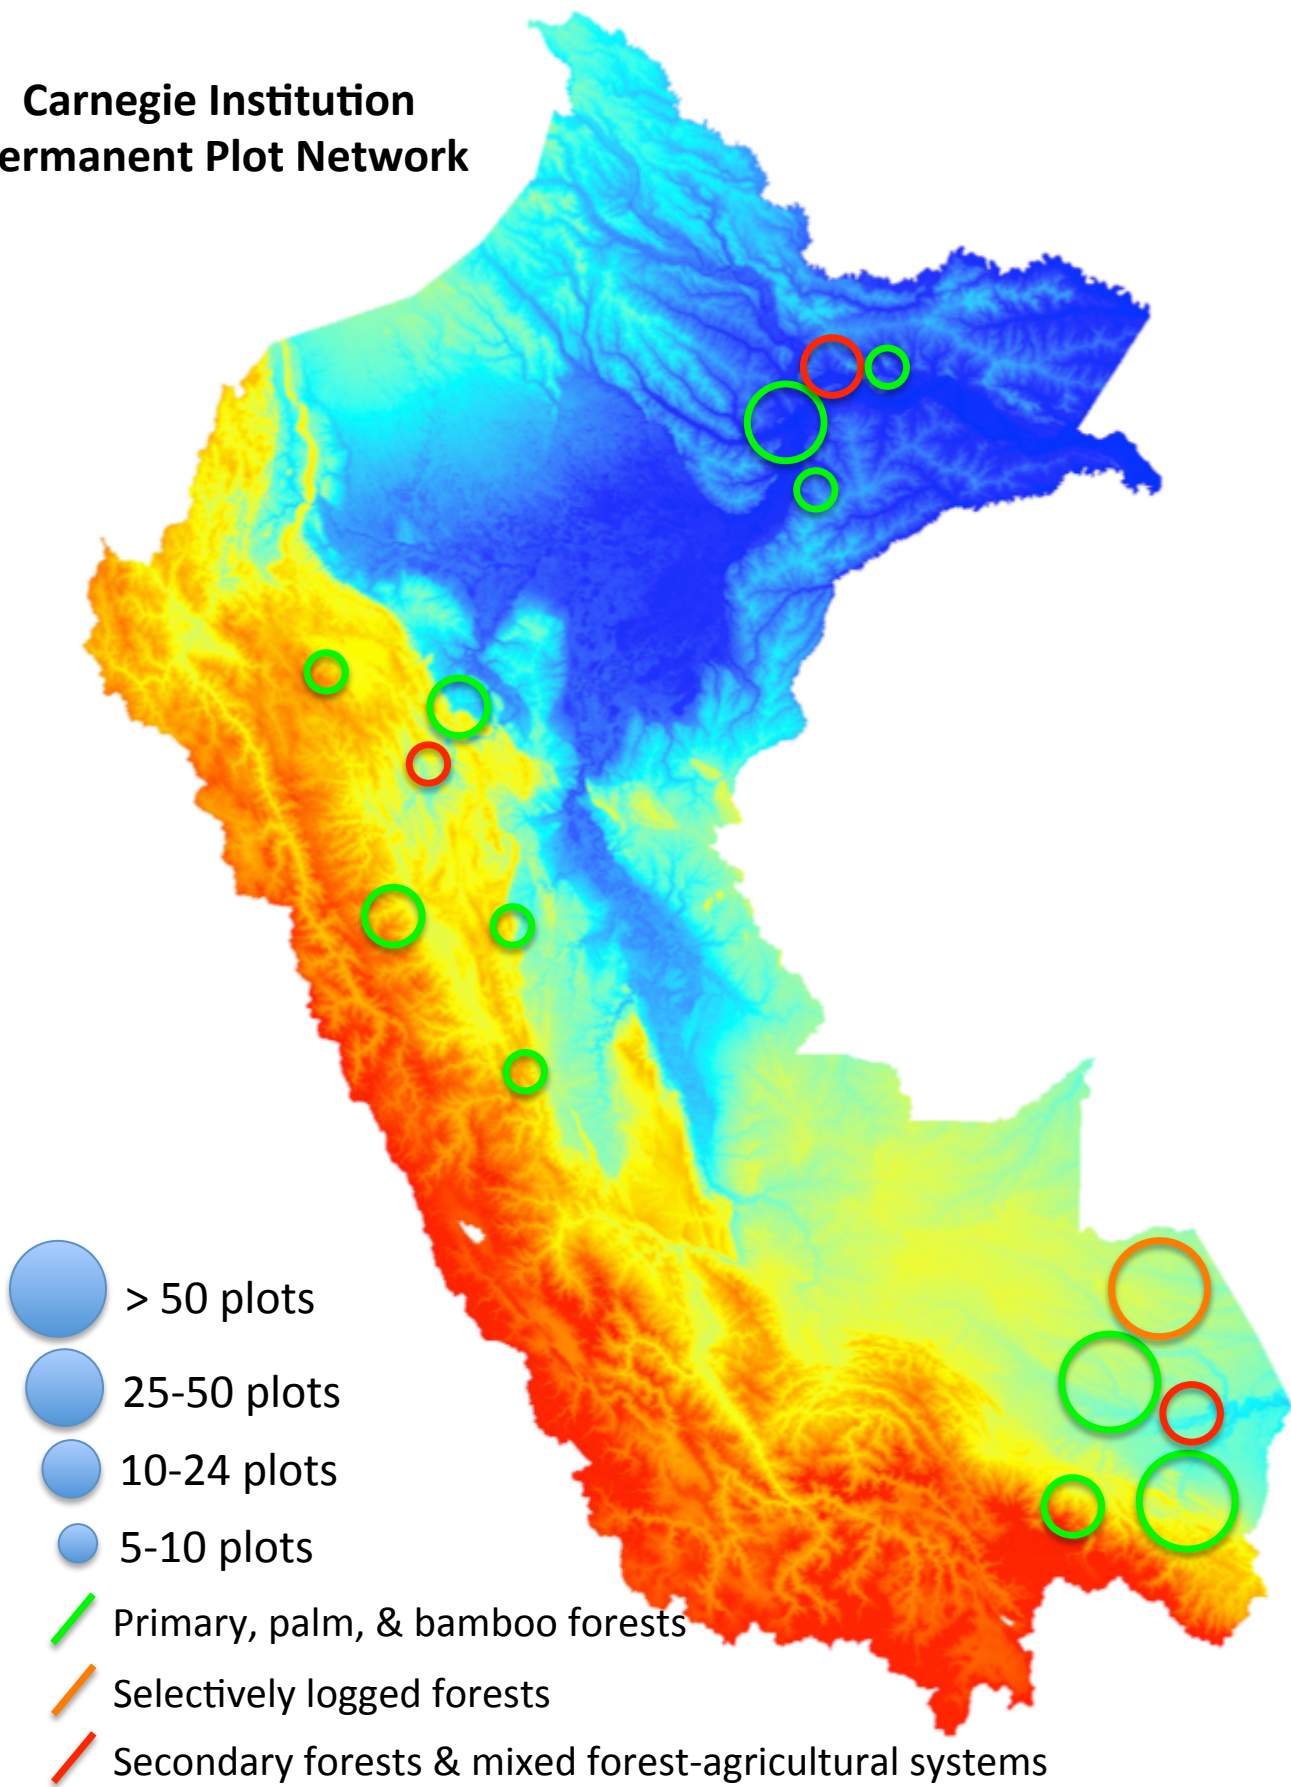 Carnegie Institution
ermanent Plot Network
> 50 plots
25-50 plots
10-24 plots
5-10 plots
Primary, palm, & bamboo forests
Selectively logged forests
Secondary forests & mixed forest-agricultural systems